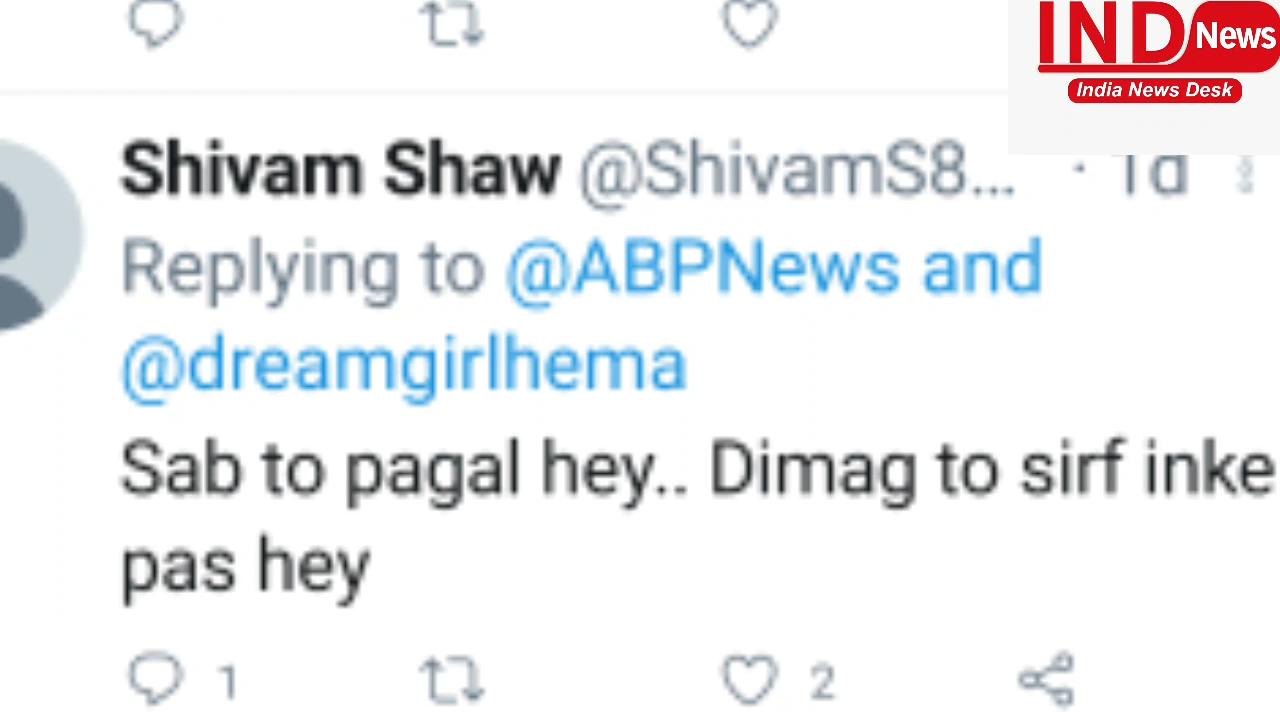 IND News
India News Desk
Shivam Shaw @ShivamS8... · 1d
Replying to @ABPNews and
@dreamgirlhema
Sab to pagal hey.. Dimag to sirf inke
pas hey
1 2